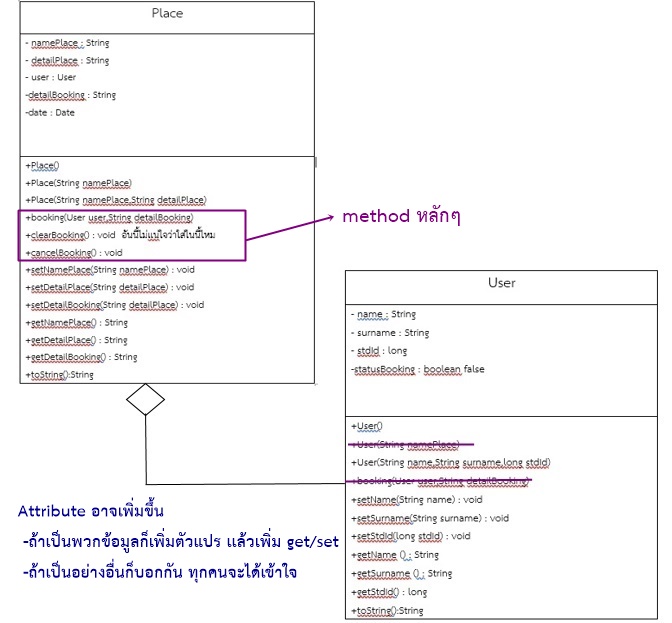 Place
- namePlace : String
- detailPlace : String
- user : User
-detailBooking : String
-date : Date
+Place()
+Place(String namePlace)
+Place(String namePlace,String detailPlace)
+booking(User user,String detailBooking)
+clearBooking() : void อันนี้ไม่แน่ใจว่าใส่ในนี้ไหม
+cancelBooking() : void
method หลักๆ
+setNamePlace(String namePlace) : void
+setDetailPlace(String detailPlace) : void
+setDetailBooking(String detailPlace) : void
+getNamePlace() : String
+getDetailPlace() : String
+getDetailBooking() : String
+toString():String
User
- name : String
- surname : String
- stdid : long
-statusBooking : boolean false
+User()
+User(String namePlace)
+User(String name,String surname,long stdid)
+booking(User user,String detailBooking)
+setName(String name) : void
+setSurname(String surname) : void
+setStdid(long stdid) : void
+getName () : String
+getSurname () : String
+getStdid() : long
+toString():String
Attribute อาจเพิ่มขึ้น
-ถ้าเป็นพวกข้อมูลก็เพิ่มตัวแปร แล้วเพิ่ม get/set
-ถ้าเป็นอย่างอื่นก็บอกกัน ทุกคนจะได้เข้าใจ